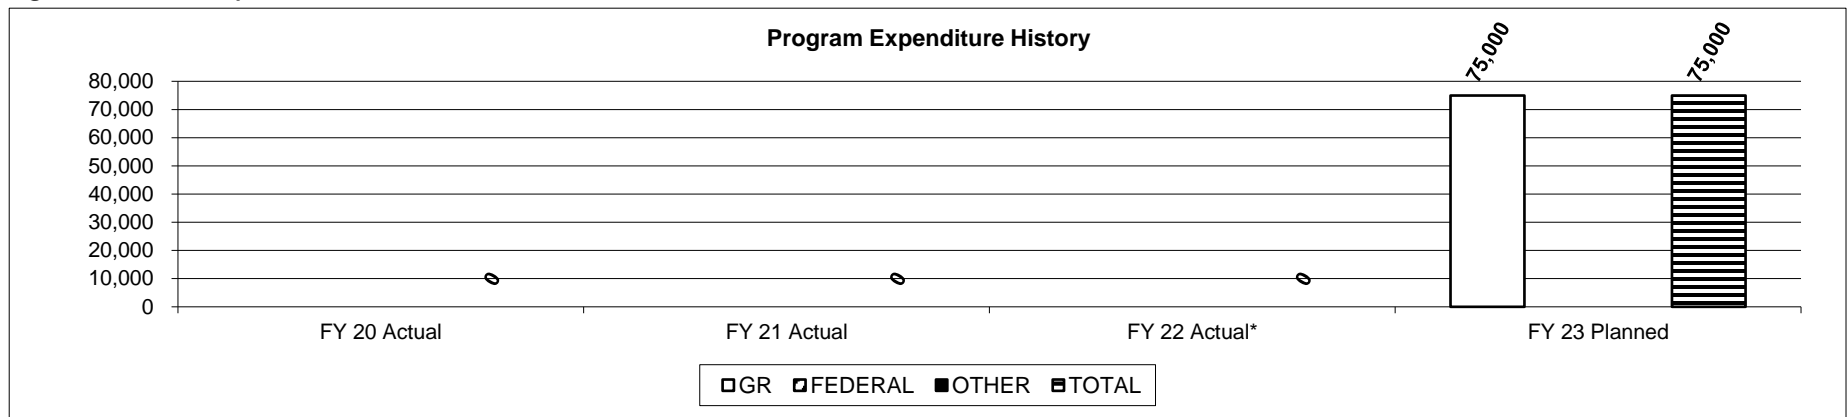 Program Expenditure History
75,000 75,000
80,000
70,000
60,000
50,000
40,000
30,000
20,000
10,000
0
0 0 0
FY 20 Actual FY 21 Actual FY 22 Actual* FY 23 Planned
GR FEDERAL OTHER TOTAL